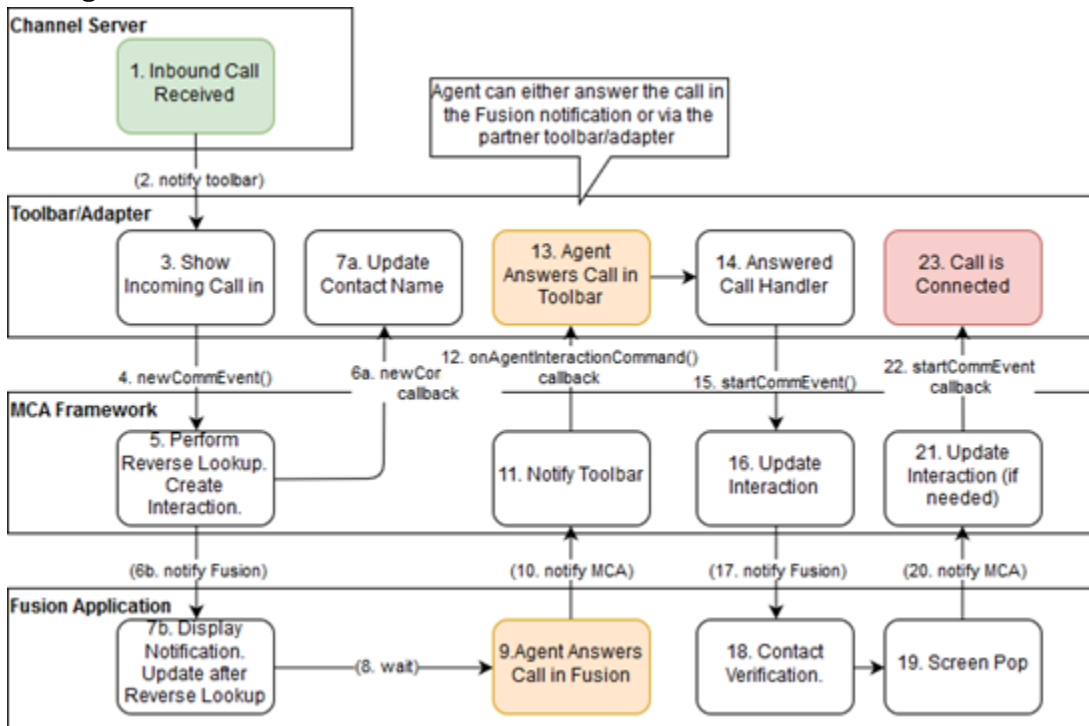 Channel Server
1. Inbound Call
Received
Agent can either answer the call in
the Fusion notification or via the
partner toolbar/adapter
(2. notify toolbar)
Toolbar/Adapter
3. Show
Incoming Call in
7a. Update
Contact Name
13. Agent
Answers Call in
Toolbar
14. Answered
Call Handler
23. Call is
Connected
4. newCommEvent()
6a. newCor
callback
12. onAgentInteractionCommand()
callback
15. startCommEvent()
22. startCommEvent
callback
MCA Framework
5. Perform
Reverse Lookup.
Create
Interaction.
11. Notify Toolbar
16. Update
Interaction
21. Update
Interaction (if
needed)
(6b. notify Fusion)
(10. notify MCA)
(17. notify Fusion)
(20. notify MCA)
Fusion Application
7b. Display
Notification.
Update after
Reverse Lookup
(8. wait)
9.Agent Answers
Call in Fusion
18. Contact
Verification.
19. Screen Pop